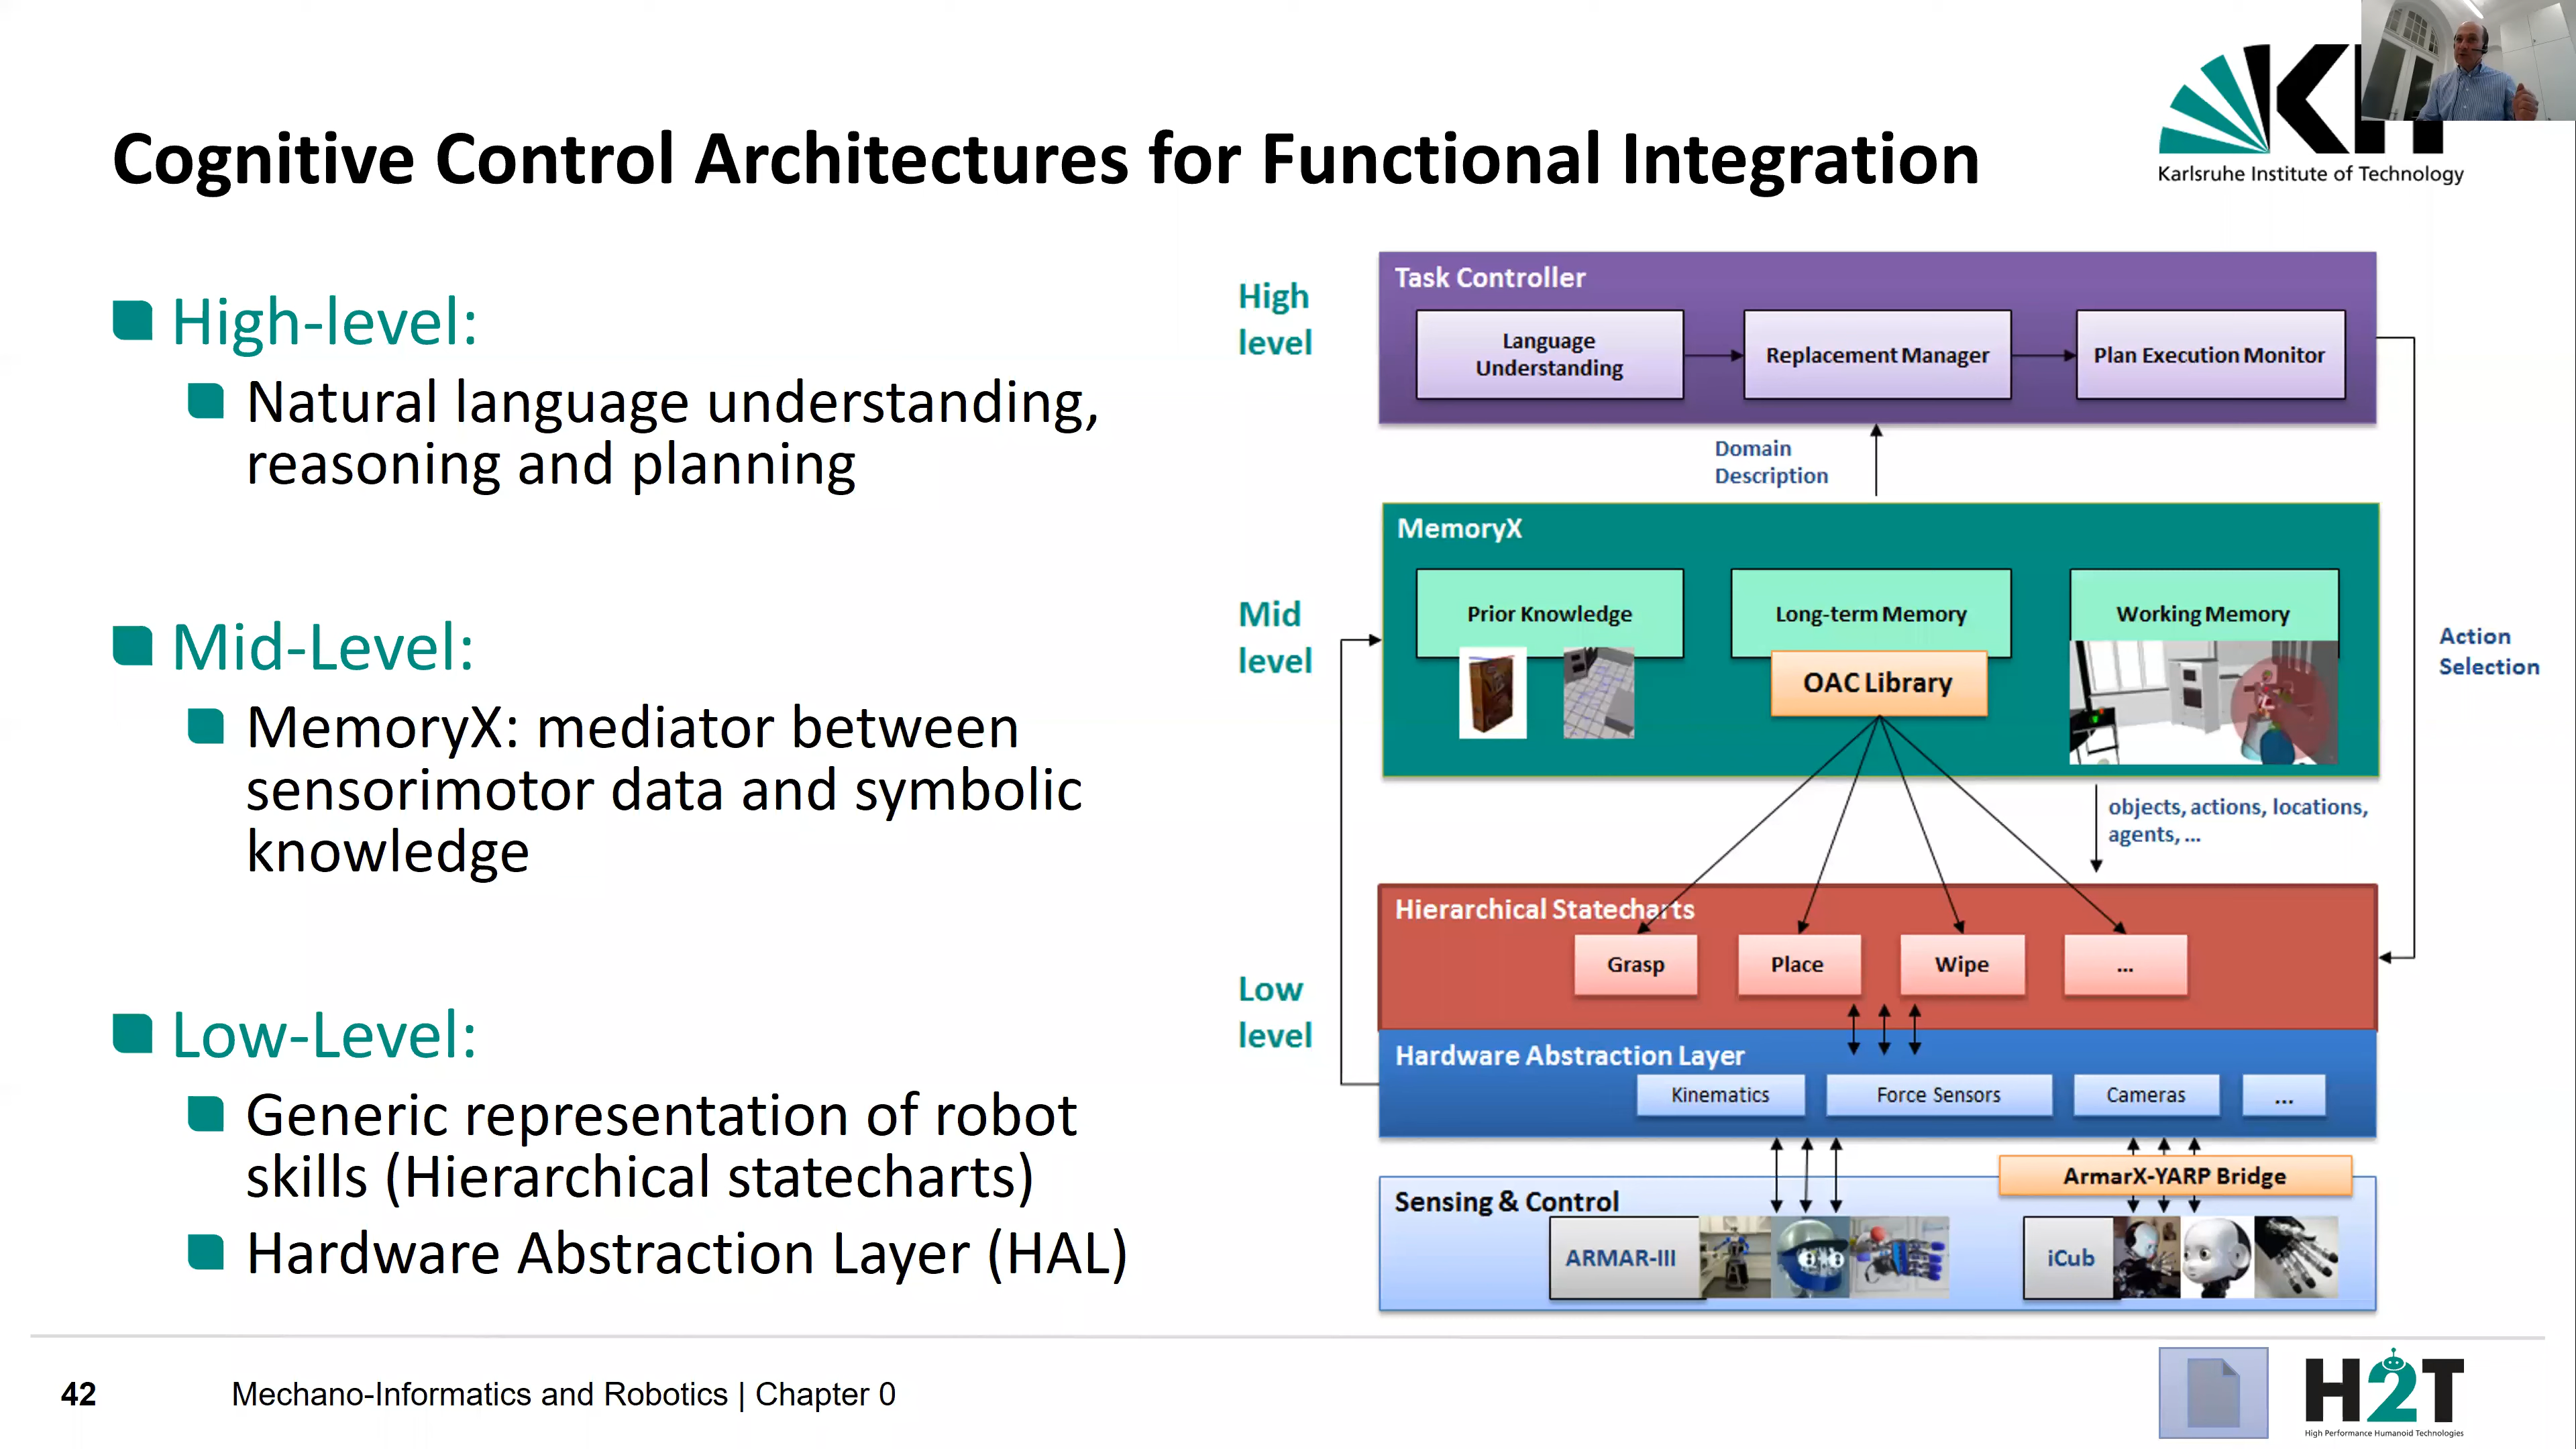 Cognitive Control Architectures for Functional Integration
Karlsruhe Institute of Technology
High-level:
Natural language understanding,
reasoning and planning
Mid-Level:
MemoryX: mediator between
sensorimotor data and symbolic
knowledge
Low-Level:
Generic representation of robot
skills (Hierarchical statecharts)
Hardware Abstraction Layer (HAL)
High
level
Task Controller
Language
Understanding
Replacement Manager
Plan Execution Monitor
Domain
Description
Mid
level
MemoryX
Prior Knowledge
Long-term Memory
Working Memory
OAC Library
Action
Selection
objects, actions, locations,
agents, ...
Low
level
Hierarchical Statecharts
Grasp
Place
Wipe
...
Hardware Abstraction Layer
Kinematics
Force Sensors
Cameras
...
ArmarX-YARP Bridge
Sensing & Control
ARMAR-III
iCub
42
Mechano-Informatics and Robotics | Chapter 0
H2T
High Performance Humanoid Technologies